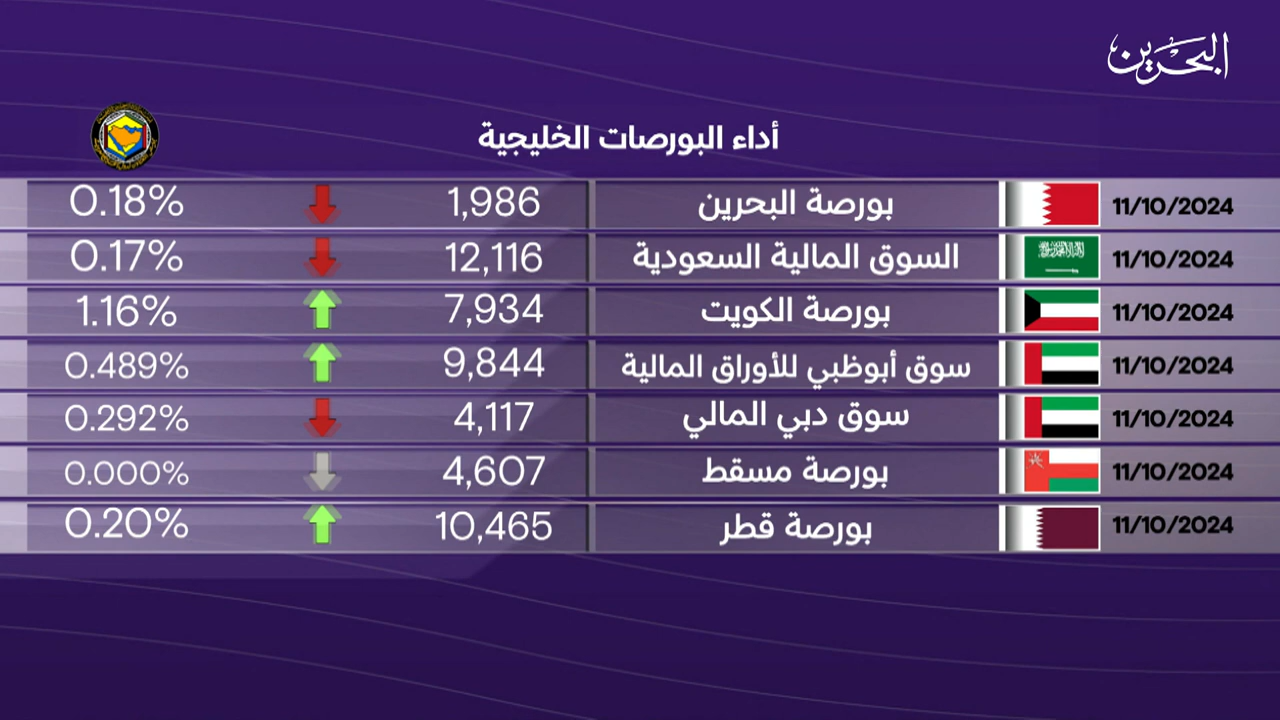 البحرين
أداء البورصات الخليجية
11/10/2024 بورصة البحرين 1,986 0.18%
11/10/2024 السوق المالية السعودية 12,116 0.17%
11/10/2024 بورصة الكويت 7,934 1.16%
11/10/2024 سوق أبوظبي للأوراق المالية 9,844 0.489%
11/10/2024 سوق دبي المالي 4,117 0.292%
11/10/2024 بورصة مسقط 4,607 0.000%
11/10/2024 بورصة قطر 10,465 0.20%